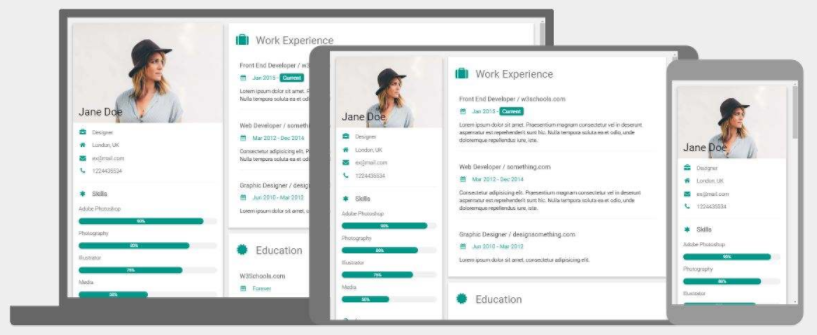 Work Experience
Jane Doe
Front End Developer / w3
Jan 2015 - Current
Lorem ipsum dolor sit amet. P
Nulla tempora soluta ea et odi
Designer
London, UK
ex@mail.com
1224435534
Web Developer / someth
Mar 2012 - Dec 2014
Consectetur adipisicing elit. P
Nulla tempora soluta ea et odi
Skills
Adobe Photoshop
90%
Photography
80%
Illustrator
75%
Media
50%
Graphic Designer / desig
Jun 2010 - Mar 2012
Lorem ipsum dolor sit amet, c
Education
W3Schools.com
Forever
Work Experience
Jane Doe
Front End Developer / w3schools.com
Jan 2015 - Current
Lorem ipsum dolor sit amet. Praesentium magnam consectetur vel in deserunt
aspernatur est reprehenderit sunt hic. Nulla tempora soluta ea et odio, unde
doloremque repellendus iure, iste.
Designer
London, UK
ex@mail.com
1224435534
Web Developer / something.com
Mar 2012 - Dec 2014
Consectetur adipisicing elit. Praesentium magnam consectetur vel in deserunt
aspernatur est reprehenderit sunt hic. Nulla tempora soluta ea et odio, unde
doloremque repellendus iure, iste.
Skills
Adobe Photoshop
90%
Photography
80%
Illustrator
75%
Media
50%
Graphic Designer / designsomething.com
Jun 2010 - Mar 2012
Lorem ipsum dolor sit amet, consectetur adipisicing elit.
Education
Jane Doe
Designer
London, UK
ex@mail.com
1224435534
Skills
Adobe Photoshop
90%
Photography
80%
Illustrator